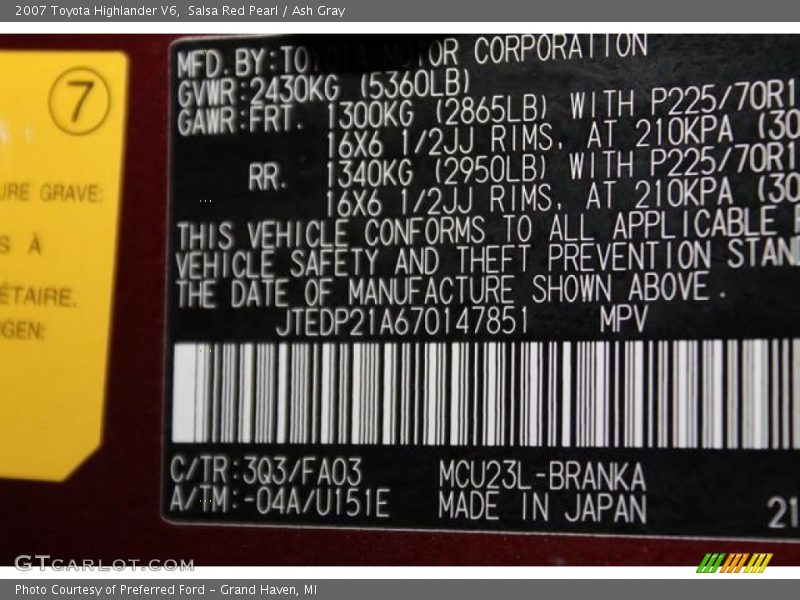 2007 Toyota Highlander V6, Salsa Red Pearl / Ash Gray
7
URE GRAVE:
S À
ÉTAIRE.
GEN:
MFD. BY: TOYOTA MOTOR CORPORATION
GVWR: 2430KG (5360LB)
GAWR: FRT. 1300KG (2865LB) WITH P225/70R1
16X6 1/2JJ RIMS, AT 210KPA (30
RR. 1340KG (2950LB) WITH P225/70R1
16X6 1/2JJ RIMS, AT 210KPA (30
THIS VEHICLE CONFORMS TO ALL APPLICABLE F
VEHICLE SAFETY AND THEFT PREVENTION STAN
THE DATE OF MANUFACTURE SHOWN ABOVE.
JTEDP21A670147851 MPV
C/TR: 3Q3/FA03 MCU23L-BRANKA
A/TM: -04A/U151E MADE IN JAPAN 21
GTCARLOT.COM
Photo Courtesy of Preferred Ford - Grand Haven, MI